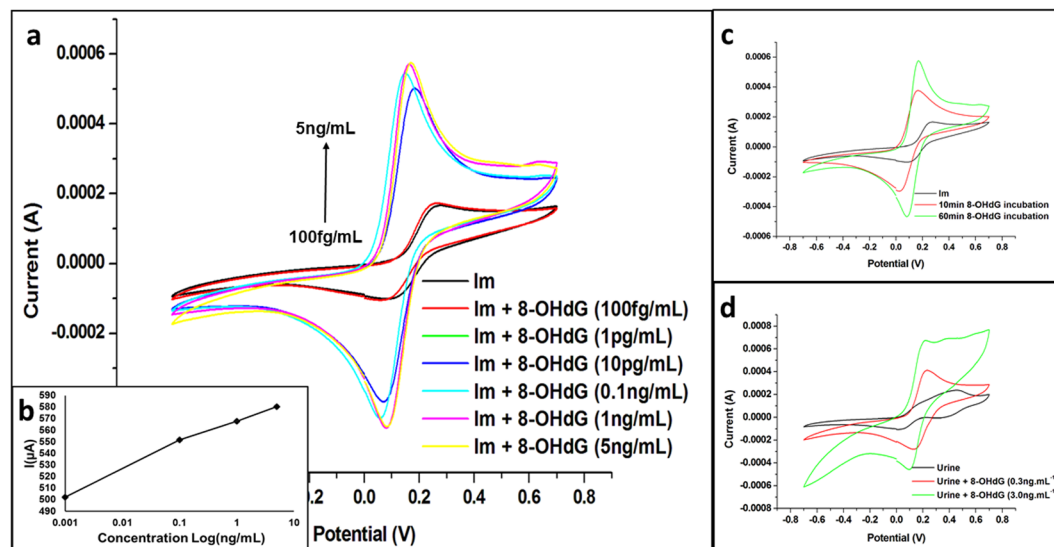 a
0.0006
0.0004
0.0002
0.0000
-0.0002
Current (A)
5ng/mL
100fg/mL
Im
Im + 8-OHdG (100fg/mL)
Im + 8-OHdG (1pg/mL)
Im + 8-OHdG (10pg/mL)
Im + 8-OHdG (0.1ng/mL)
Im + 8-OHdG (1ng/mL)
Im + 8-OHdG (5ng/mL)
0.2 0.0 0.2 0.4 0.6 0.8
Potential (V)
b
590
580
570
560
550
540
530
520
510
500
490
I(µA)
0.001 0.01 0.1 1 10
Concentration Log(ng/mL)
c
0.0008
0.0006
0.0004
0.0002
0.0000
-0.0002
-0.0004
-0.0006
Current (A)
Im
10min 8-OHdG incubation
60min 8-OHdG incubation
-0.8 -0.6 -0.4 -0.2 0.0 0.2 0.4 0.6 0.8
Potential (V)
d
0.0008
0.0006
0.0004
0.0002
0.0000
-0.0002
-0.0004
-0.0006
-0.0008
Current (A)
Urine
Urine + 8-OHdG (0.3ng.mL⁻¹
Urine + 8-OHdG (3.0ng.mL⁻¹
-0.8 -0.6 -0.4 -0.2 0.0 0.2 0.4 0.6 0.8
Potential (V)